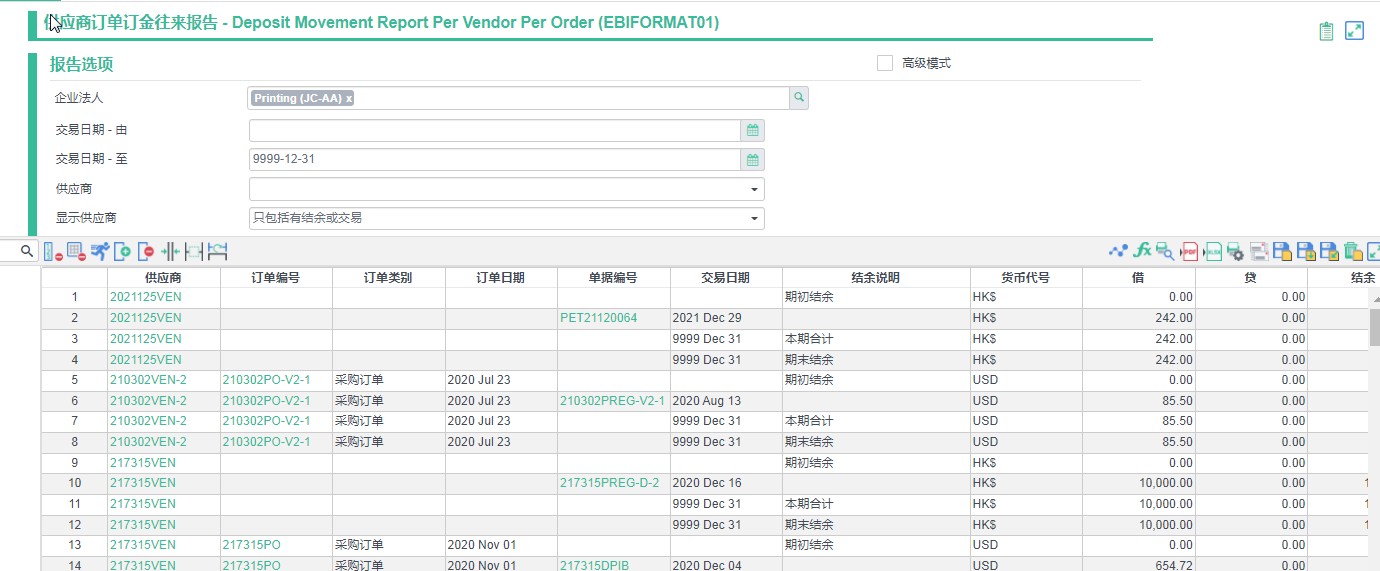 供应商订单订金往来报告 - Deposit Movement Report Per Vendor Per Order (EBIFORMAT01)
报告选项 高级模式
企业法人 Printing (JC-AA) x
交易日期 - 由
交易日期 - 至 9999-12-31
供应商
显示供应商 只包括有结余或交易
供应商 订单编号 订单类别 订单日期 单据编号 交易日期 结余说明 货币代号 借 贷 结余
1 2021125VEN 期初结余 HK$ 0.00 0.00
2 2021125VEN PET21120064 2021 Dec 29 HK$ 242.00 0.00
3 2021125VEN 9999 Dec 31 本期合计 HK$ 242.00 0.00
4 2021125VEN 9999 Dec 31 期末结余 HK$ 242.00 0.00
5 210302VEN-2 210302PO-V2-1 采购订单 2020 Jul 23 期初结余 USD 0.00 0.00
6 210302VEN-2 210302PO-V2-1 采购订单 2020 Jul 23 210302PREG-V2-1 2020 Aug 13 USD 85.50 0.00
7 210302VEN-2 210302PO-V2-1 采购订单 2020 Jul 23 9999 Dec 31 本期合计 USD 85.50 0.00
8 210302VEN-2 210302PO-V2-1 采购订单 2020 Jul 23 9999 Dec 31 期末结余 USD 85.50 0.00
9 217315VEN 期初结余 HK$ 0.00 0.00
10 217315VEN 217315PREG-D-2 2020 Dec 16 HK$ 10,000.00 0.00 1
11 217315VEN 9999 Dec 31 本期合计 HK$ 10,000.00 0.00 1
12 217315VEN 9999 Dec 31 期末结余 HK$ 10,000.00 0.00 1
13 217315VEN 217315PO 采购订单 2020 Nov 01 期初结余 USD 0.00 0.00
14 217315VEN 217315PO 采购订单 2020 Nov 01 217315DPIB 2020 Dec 04 USD 654.72 0.00